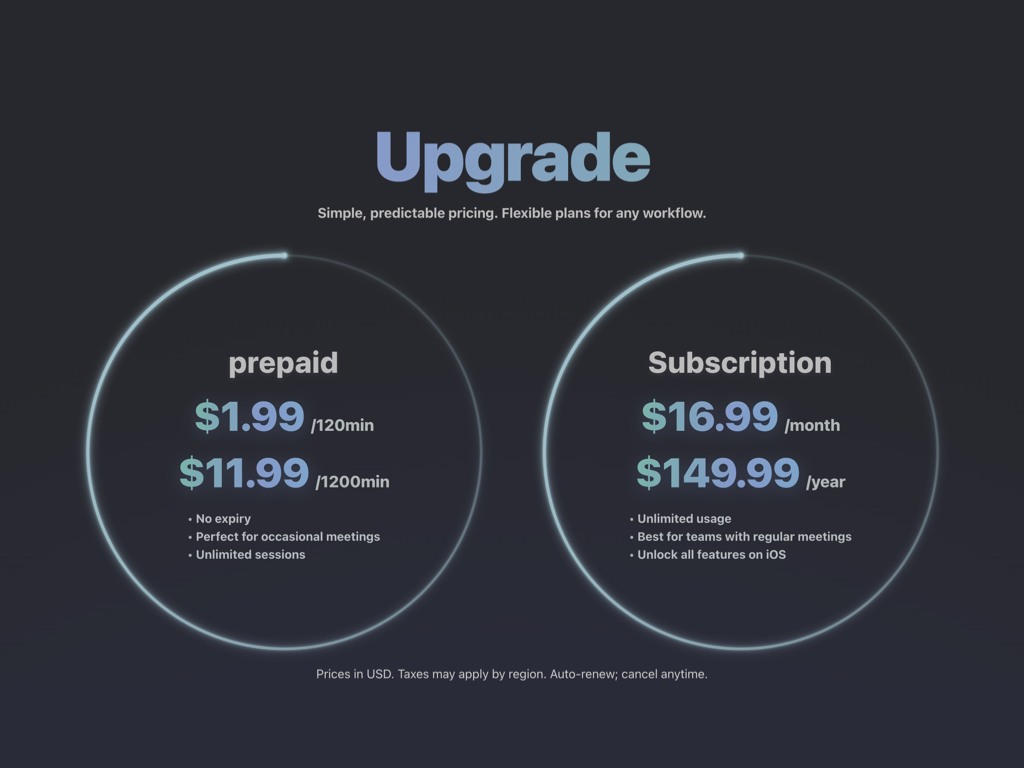 Upgrade
Simple, predictable pricing. Flexible plans for any workflow.
prepaid
$1.99 /120min
$11.99 /1200min
• No expiry
• Perfect for occasional meetings
• Unlimited sessions
Subscription
$16.99 /month
$149.99 /year
• Unlimited usage
• Best for teams with regular meetings
• Unlock all features on iOS
Prices in USD. Taxes may apply by region. Auto-renew; cancel anytime.